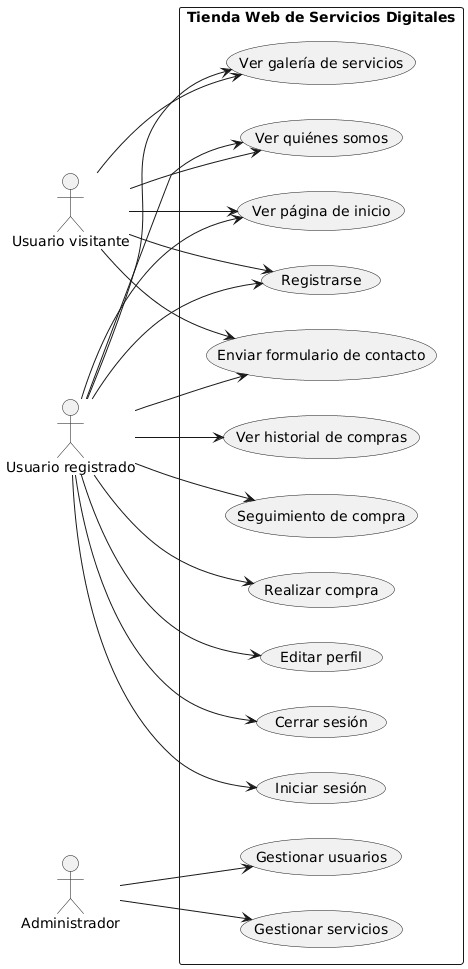 Tienda Web de Servicios Digitales
Ver galería de servicios
Ver quiénes somos
Usuario visitante
Ver página de inicio
Registrarse
Enviar formulario de contacto
Ver historial de compras
Usuario registrado
Seguimiento de compra
Realizar compra
Editar perfil
Cerrar sesión
Iniciar sesión
Gestionar usuarios
Administrador
Gestionar servicios